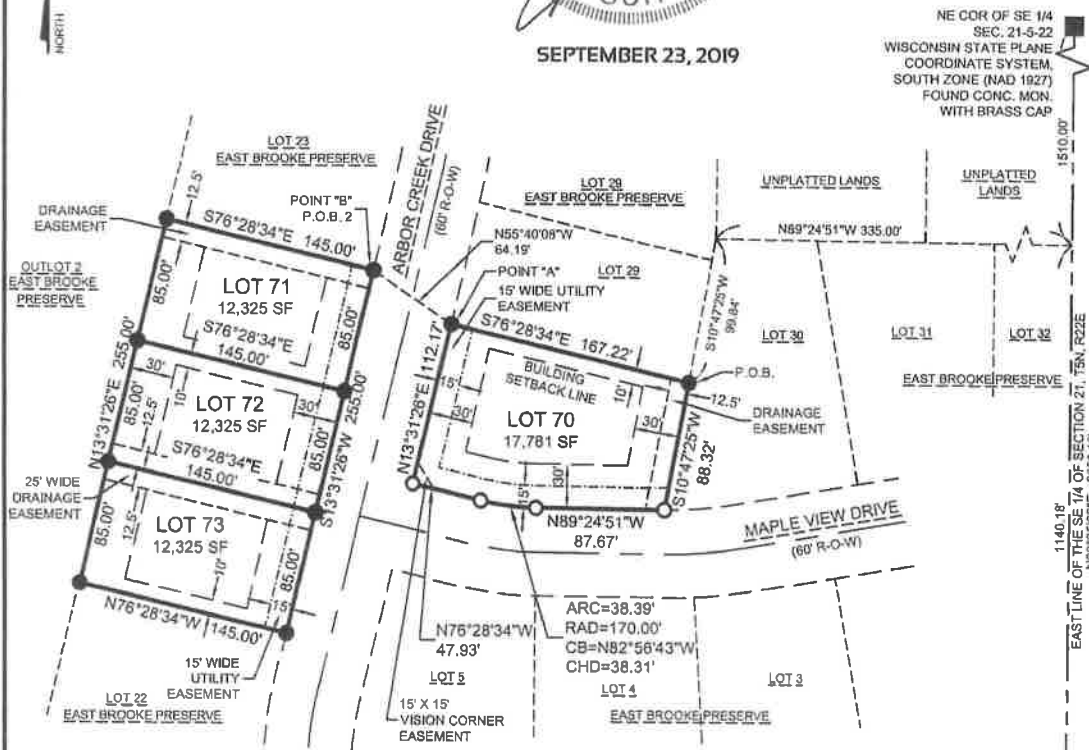 NORTH
SEPTEMBER 23, 2019
NE COR OF SE 1/4
SEC. 21-5-22
WISCONSIN STATE PLANE
COORDINATE SYSTEM,
SOUTH ZONE (NAD 1927)
FOUND CONC. MON.
WITH BRASS CAP
1510.00'
LOT 23
EAST BROOKE PRESERVE
ARBOR CREEK DRIVE
(60' R-O-W)
LOT 29
EAST BROOKE PRESERVE
UNPLATTED LANDS
UNPLATTED
LANDS
12.5'
DRAINAGE
EASEMENT
S76°28'34"E 145.00'
POINT "B"
P.O.B. 2
N55°40'08"W
64.19'
N89°24'51"W 335.00'
OUTLOT 2
EAST BROOKE
PRESERVE
85.00'
LOT 71
12,325 SF
85.00'
POINT "A"
LOT 29
15' WIDE UTILITY
EASEMENT
S10°47'25"W
99.84'
S76°28'34"E
145.00'
S76°28'34"E 167.22'
LOT 30
LOT 31
LOT 32
EAST BROOKE PRESERVE
N13°31'26"E 255.00'
85.00'
30'
12.5'
10'
LOT 72
12,325 SF
30'
85.00'
S13°31'26"W 255.00'
N13°31'26"E 112.17'
15'
30'
BUILDING
SETBACK LINE
10'
LOT 70
17,781 SF
30'
P.O.B.
12.5'
DRAINAGE
EASEMENT
S10°47'25"W
88.32'
S76°28'34"E
145.00'
25' WIDE
DRAINAGE
EASEMENT
85.00'
12.5'
LOT 73
12,325 SF
10'
15'
85.00'
15'
30'
N89°24'51"W
87.67'
MAPLE VIEW DRIVE
(60' R-O-W)
N76°28'34"W 145.00'
N76°28'34"W
47.93'
ARC=38.39'
RAD=170.00'
CB=N82°56'43"W
CHD=38.31'
15' WIDE
UTILITY
EASEMENT
LOT 22
EAST BROOKE PRESERVE
LOT 5
LOT 4
LOT 3
EAST BROOKE PRESERVE
15' X 15'
VISION CORNER
EASEMENT
1140.18'
EAST LINE OF THE SE 1/4 OF SECTION 21, T5N, R22E